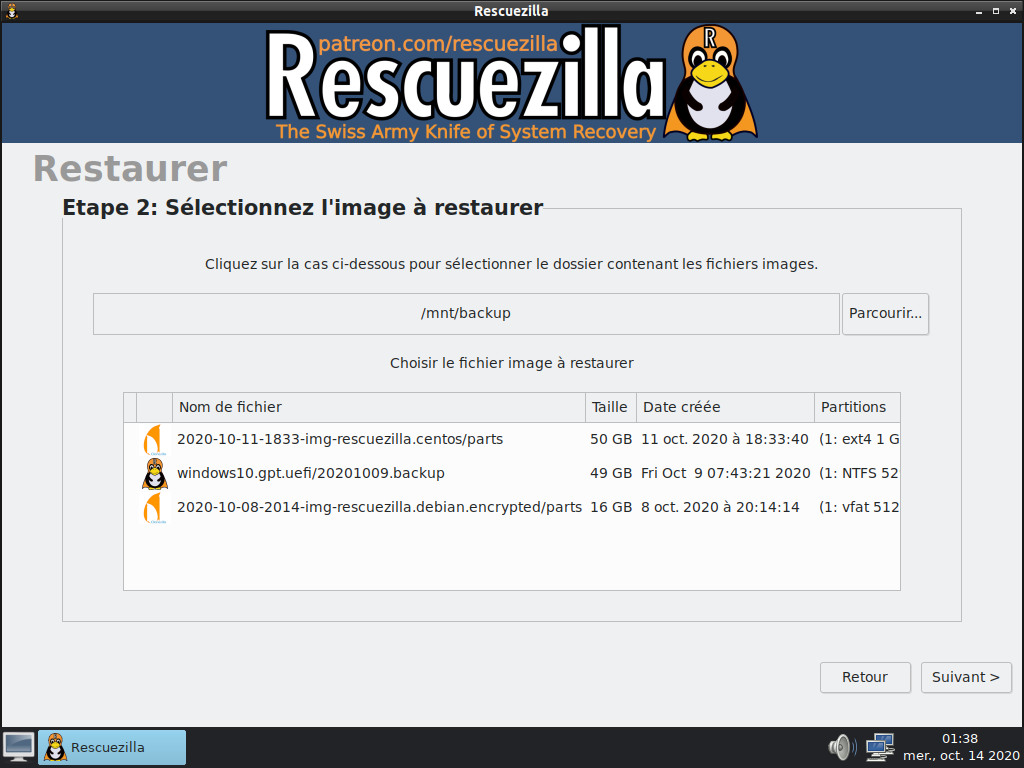 Rescuezilla
patreon.com/rescuezilla
Rescuezilla
R
The Swiss Army Knife of System Recovery
Restaurer
Etape 2: Sélectionnez l'image à restaurer
Cliquez sur la cas ci-dessous pour sélectionner le dossier contenant les fichiers images.
/mnt/backup Parcourir...
Choisir le fichier image à restaurer
Nom de fichier Taille Date créée Partitions
2020-10-11-1833-img-rescuezilla.centos/parts 50 GB 11 oct. 2020 à 18:33:40 (1: ext4 1 G
windows10.gpt.uefi/20201009.backup 49 GB Fri Oct  9 07:43:21 2020 (1: NTFS 52
2020-10-08-2014-img-rescuezilla.debian.encrypted/parts 16 GB 8 oct. 2020 à 20:14:14 (1: vfat 512
Retour Suivant >
Rescuezilla 01:38
mer., oct. 14 2020